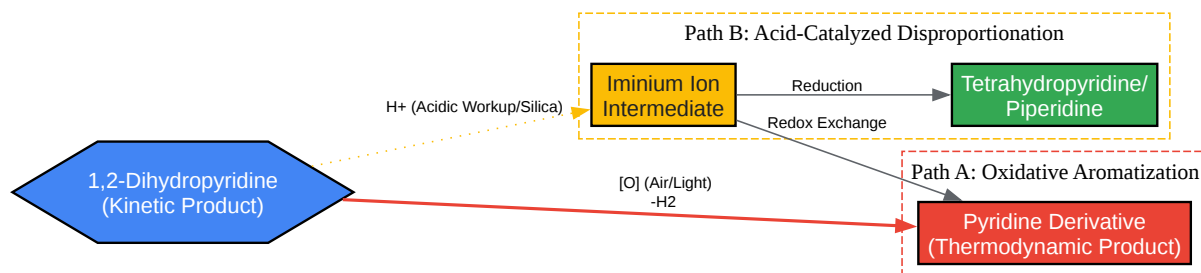 Path B: Acid-Catalyzed Disproportionation
Iminium Ion
Intermediate
Reduction
Tetrahydropyridine/
Piperidine
H+ (Acidic Workup/Silica)
Redox Exchange
1,2-Dihydropyridine
(Kinetic Product)
[O] (Air/Light)
-H2
Path A: Oxidative Aromatization
Pyridine Derivative
(Thermodynamic Product)